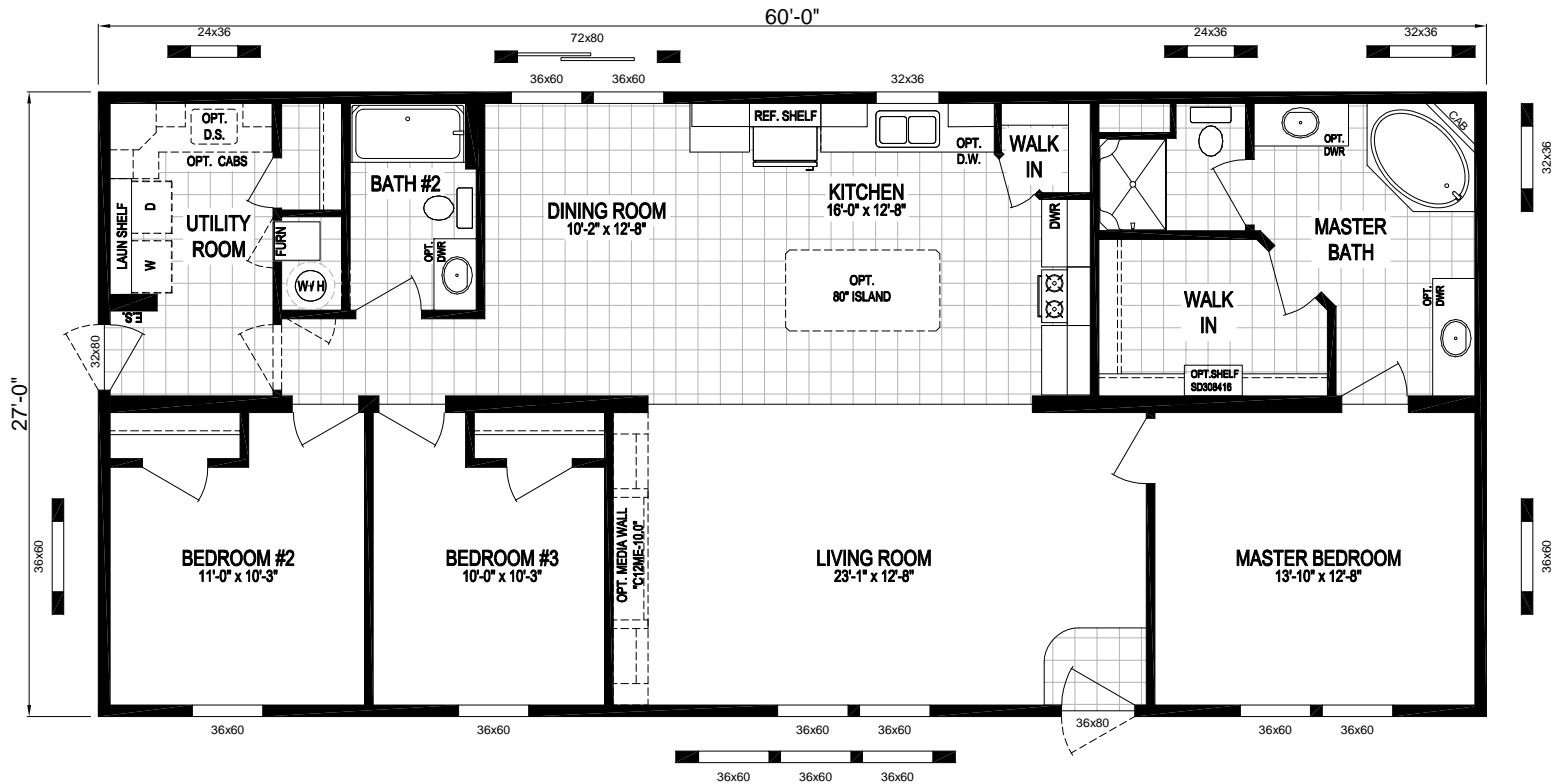 60'-0"
24x36
72x80
24x36
32x36
36x60
36x60
32x36
OPT.
D.S.
OPT. CABS
REF. SHELF
OPT.
D.W.
WALK
IN
OPT.
DWR
CAB
32x36
BATH #2
LAUN SHELF
D
W
UTILITY
ROOM
FURN
W/H
OPT.
DWR
DINING ROOM
10'-2" x 12'-8"
KITCHEN
16'-0" x 12'-8"
DWR
OPT.
80" ISLAND
MASTER
BATH
WALK
IN
OPT.
DWR
E.S.
32x80
OPT.SHELF
SD308416
27'-0"
36x60
BEDROOM #2
11'-0" x 10'-3"
BEDROOM #3
10'-0" x 10'-3"
OPT. MEDIA WALL
"C12ME-10.0"
LIVING ROOM
23'-1" x 12'-8"
MASTER BEDROOM
13'-10" x 12'-8"
36x60
36x60
36x60
36x60
36x60
36x80
36x60
36x60
36x60
36x60
36x60